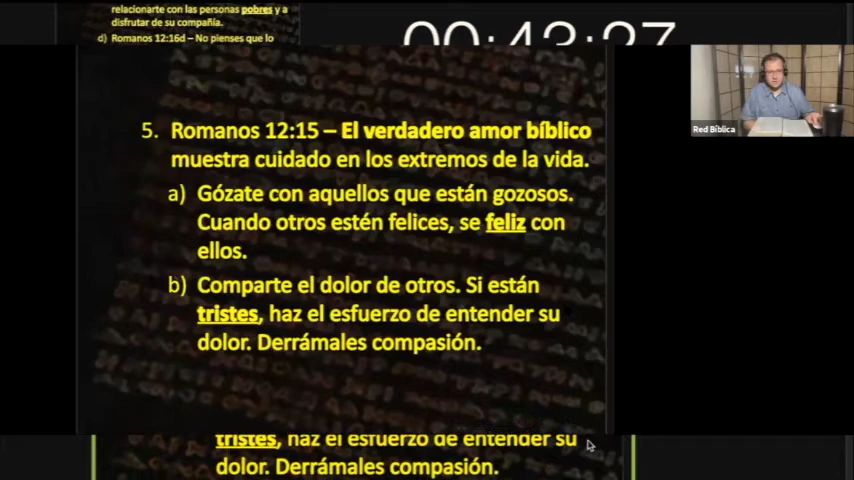 relacionarte con las personas pobres y a
disfrutar de su compañía.
d) Romanos 12:16d – No pienses que lo
00:43:27
Red Bíblica
5. Romanos 12:15 – El verdadero amor bíblico
muestra cuidado en los extremos de la vida.
a) Gózate con aquellos que están gozosos.
Cuando otros estén felices, se feliz con
ellos.
b) Comparte el dolor de otros. Si están
tristes, haz el esfuerzo de entender su
dolor. Derrámales compasión.
tristes, haz el esfuerzo de entender su
dolor. Derrámales compasión.